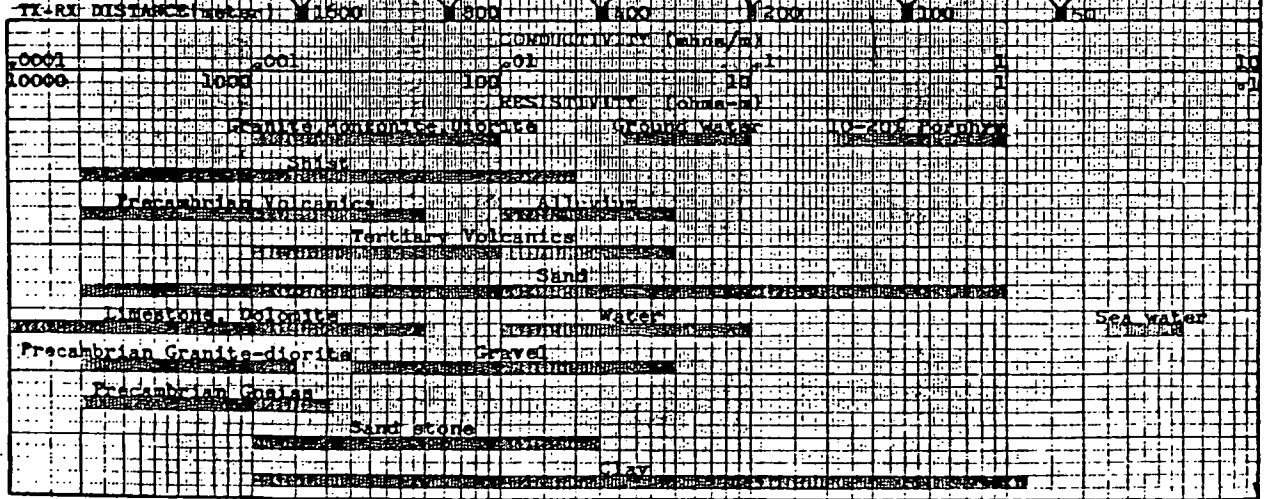 TX-RX DISTANCE(meter) 1600 800 400 200 100 50
CONDUCTIVITY (mhos/m)
.0001 .001 .01 .1 1 10
10000 1000 100 10 1 .1
RESISTIVITY (ohms-m)
Granite, Monzonite, Diorite Ground Water 10-20% Porphry
Shist
Precambrian Volcanics Alluvium
Tertiary Volcanics
Sand
Limestone, Dolomite Water Sea water
Precambrian Granite-diorite Gravel
Precambrian Gneiss
Sand stone
Clay